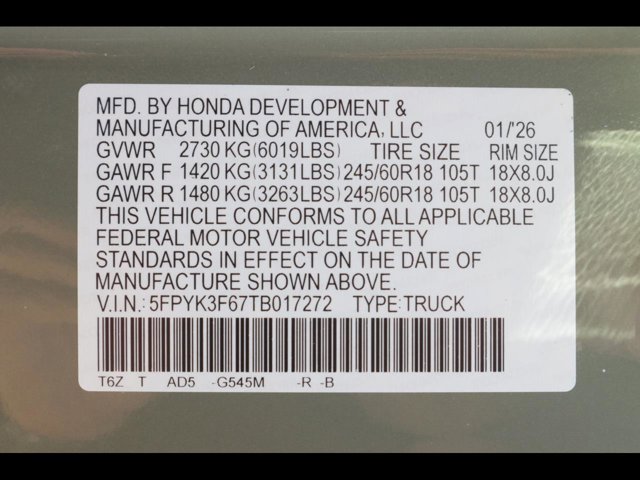 MFD. BY HONDA DEVELOPMENT &
MANUFACTURING OF AMERICA, LLC 01/'26
GVWR 2730 KG(6019LBS) TIRE SIZE RIM SIZE
GAWR F 1420 KG(3131LBS) 245/60R18 105T 18X8.0J
GAWR R 1480 KG(3263LBS) 245/60R18 105T 18X8.0J
THIS VEHICLE CONFORMS TO ALL APPLICABLE
FEDERAL MOTOR VEHICLE SAFETY
STANDARDS IN EFFECT ON THE DATE OF
MANUFACTURE SHOWN ABOVE.
V.I.N.: 5FPYK3F67TB017272 TYPE:TRUCK
T6Z T AD5 -G545M -R -B